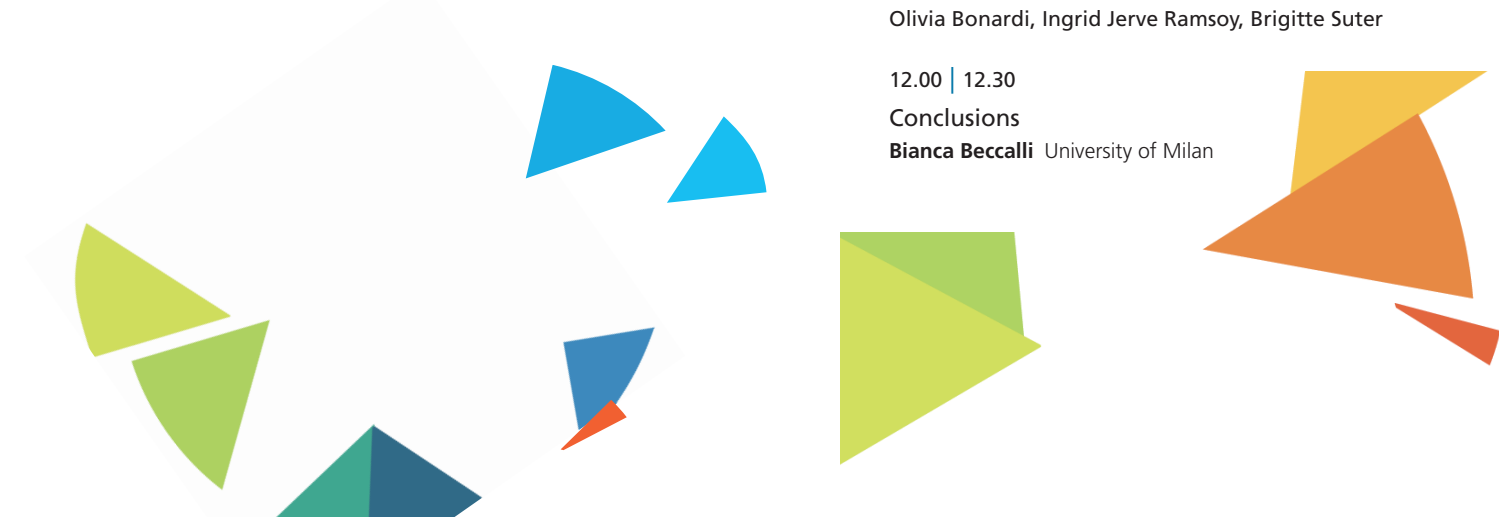 Olivia Bonardi, Ingrid Jerve Ramsoy, Brigitte Suter
12.00 | 12.30
Conclusions
Bianca Beccalli University of Milan